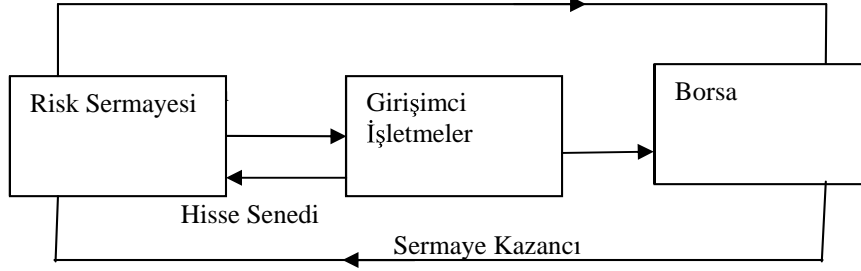 Risk Sermayesi
Girişimci
İşletmeler
Borsa
Hisse Senedi
Sermaye Kazancı